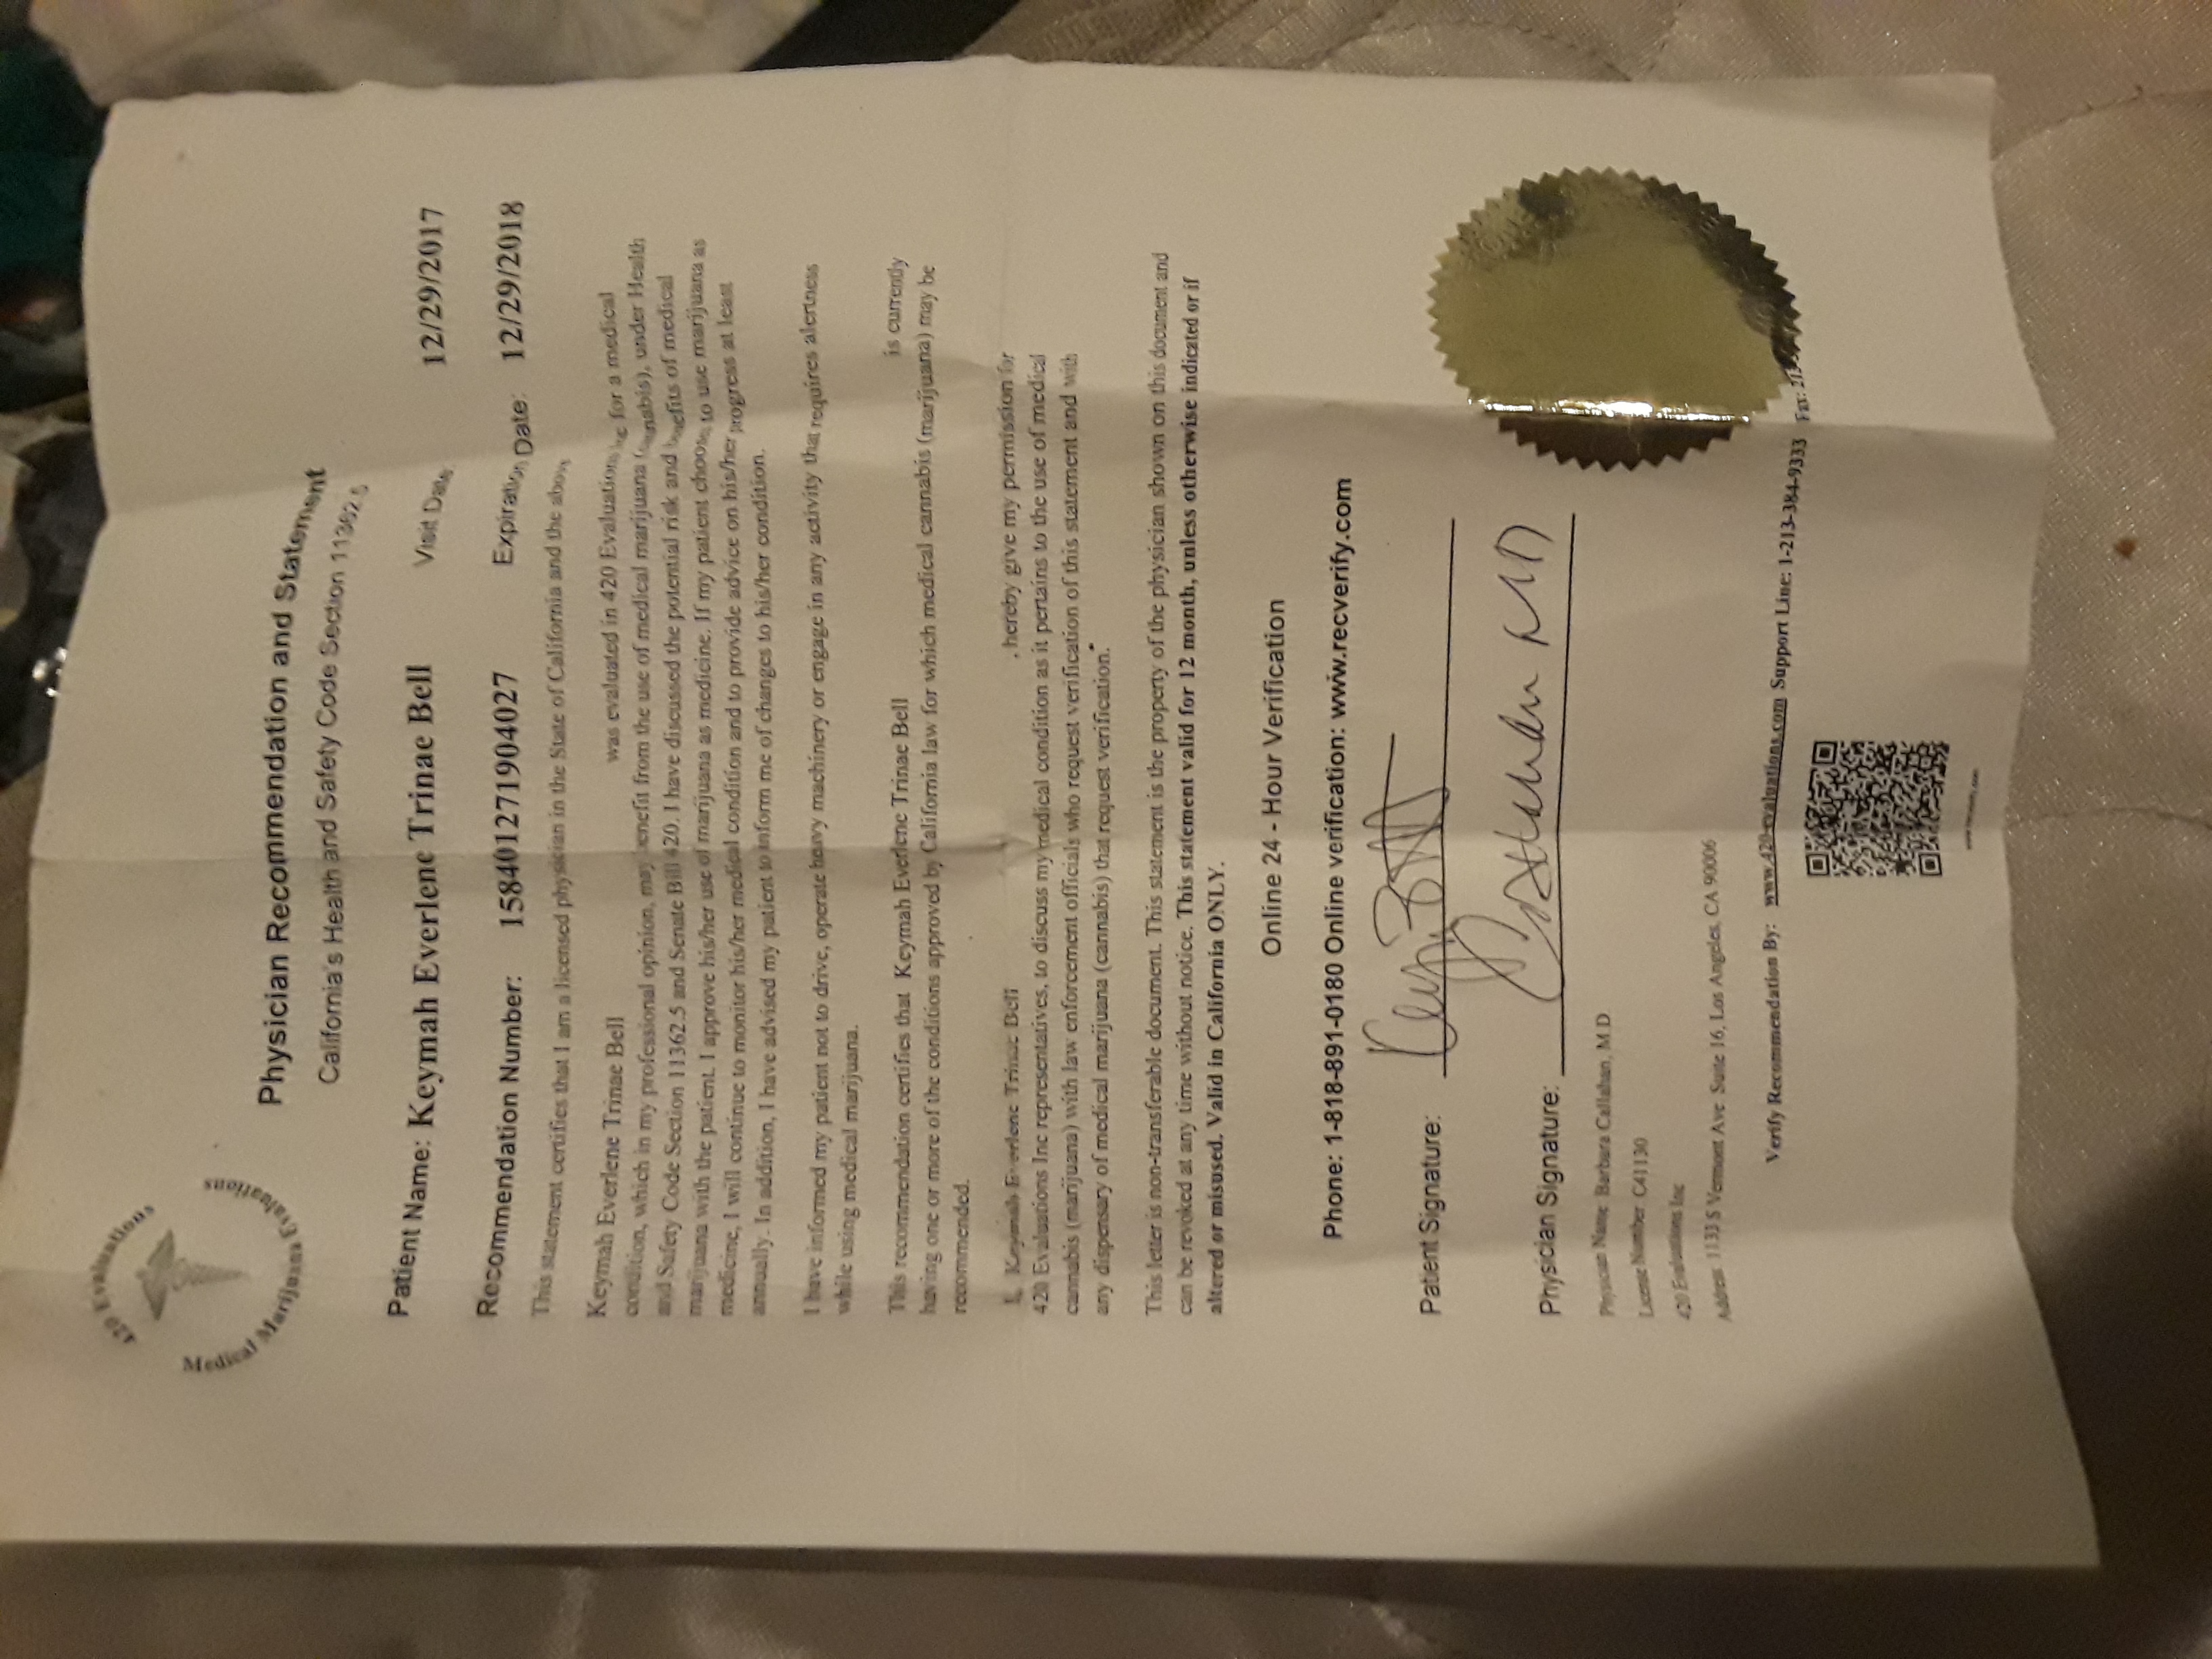 420 Evaluations
Medical Marijuana Evaluations
Physician Recommendation and Statement
California's Health and Safety Code Section 11362.5
Patient Name: Keymah Everlene Trinae Bell Visit Date 12/29/2017
Recommendation Number: 158401271904027 Expiration Date: 12/29/2018
This statement certifies that I am a licensed physician in the State of California and the above
Keymah Everlene Trinae Bell was evaluated in 420 Evaluations Inc for a medical
condition, which in my professional opinion, may benefit from the use of medical marijuana (cannabis), under Health
and Safety Code Section 11362.5 and Senate Bill 420. I have discussed the potential risk and benefits of medical
marijuana with the patient. I approve his/her use of marijuana as medicine. If my patient chooses to use marijuana as
medicine, I will continue to monitor his/her medical condition and to provide advice on his/her progress at least
annually. In addition, I have advised my patient to inform me of changes to his/her condition.
I have informed my patient not to drive, operate heavy machinery or engage in any activity that requires alertness
while using medical marijuana.
This recommendation certifies that Keymah Everlene Trinae Bell is currently
having one or more of the conditions approved by California law for which medical cannabis (marijuana) may be
recommended.
I, Keymah Everlene Trinae Bell , hereby give my permission for
420 Evaluations Inc representatives, to discuss my medical condition as it pertains to the use of medical
cannabis (marijuana) with law enforcement officials who request verification of this statement and with
any dispensary of medical marijuana (cannabis) that request verification.
This letter is non-transferable document. This statement is the property of the physician shown on this document and
can be revoked at any time without notice. This statement valid for 12 month, unless otherwise indicated or if
altered or misused. Valid in California ONLY.
Online 24 - Hour Verification
Phone: 1-818-891-0180 Online verification: www.recverify.com
Patient Signature:
Physician Signature: Callahan MD
Physician Name: Barbara Callahan, M.D
License Number: C41130
420 Evaluations Inc
Address: 1133 S Vermont Ave Suite 16, Los Angeles, CA 90006
Verify Recommendation By: www.420-evaluations.com Support Line: 1-213-384-9333 Fax: 213
www.recverify.com